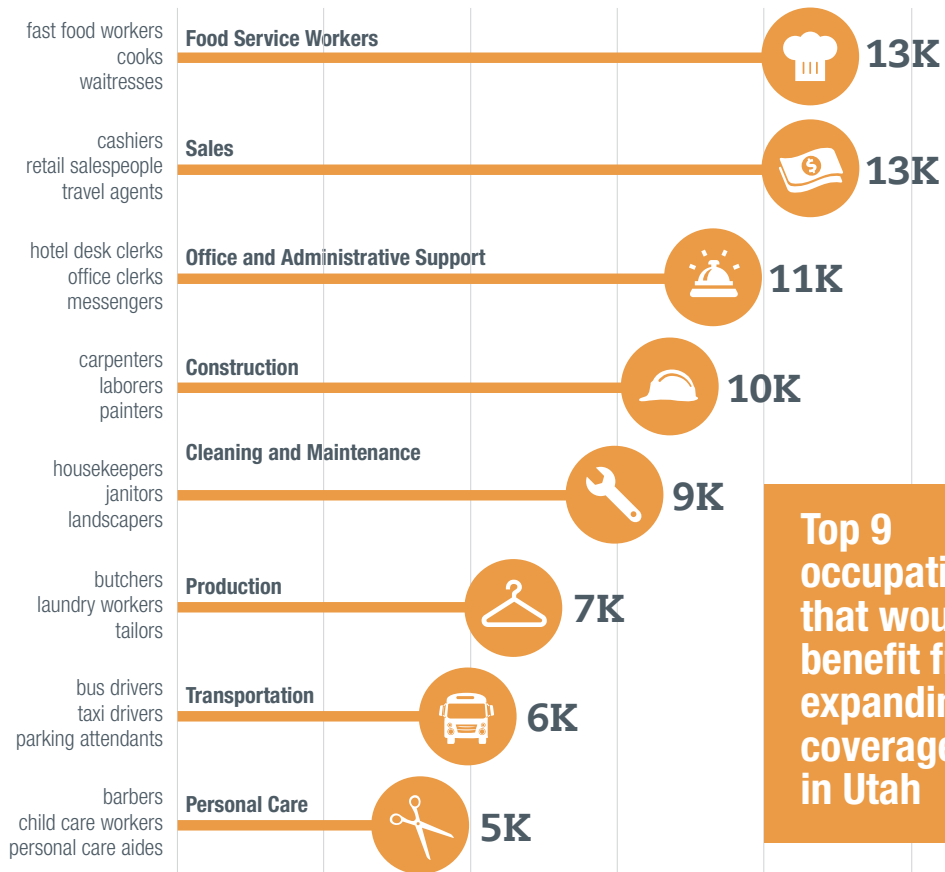 fast food workers
cooks
waitresses
Food Service Workers
13K
cashiers
retail salespeople
travel agents
Sales
$
13K
hotel desk clerks
office clerks
messengers
Office and Administrative Support
11K
carpenters
laborers
painters
Construction
10K
housekeepers
janitors
landscapers
Cleaning and Maintenance
9K
butchers
laundry workers
tailors
Production
7K
bus drivers
taxi drivers
parking attendants
Transportation
6K
barbers
child care workers
personal care aides
Personal Care
5K
Top 9
that
benefit
coverage
in Utah